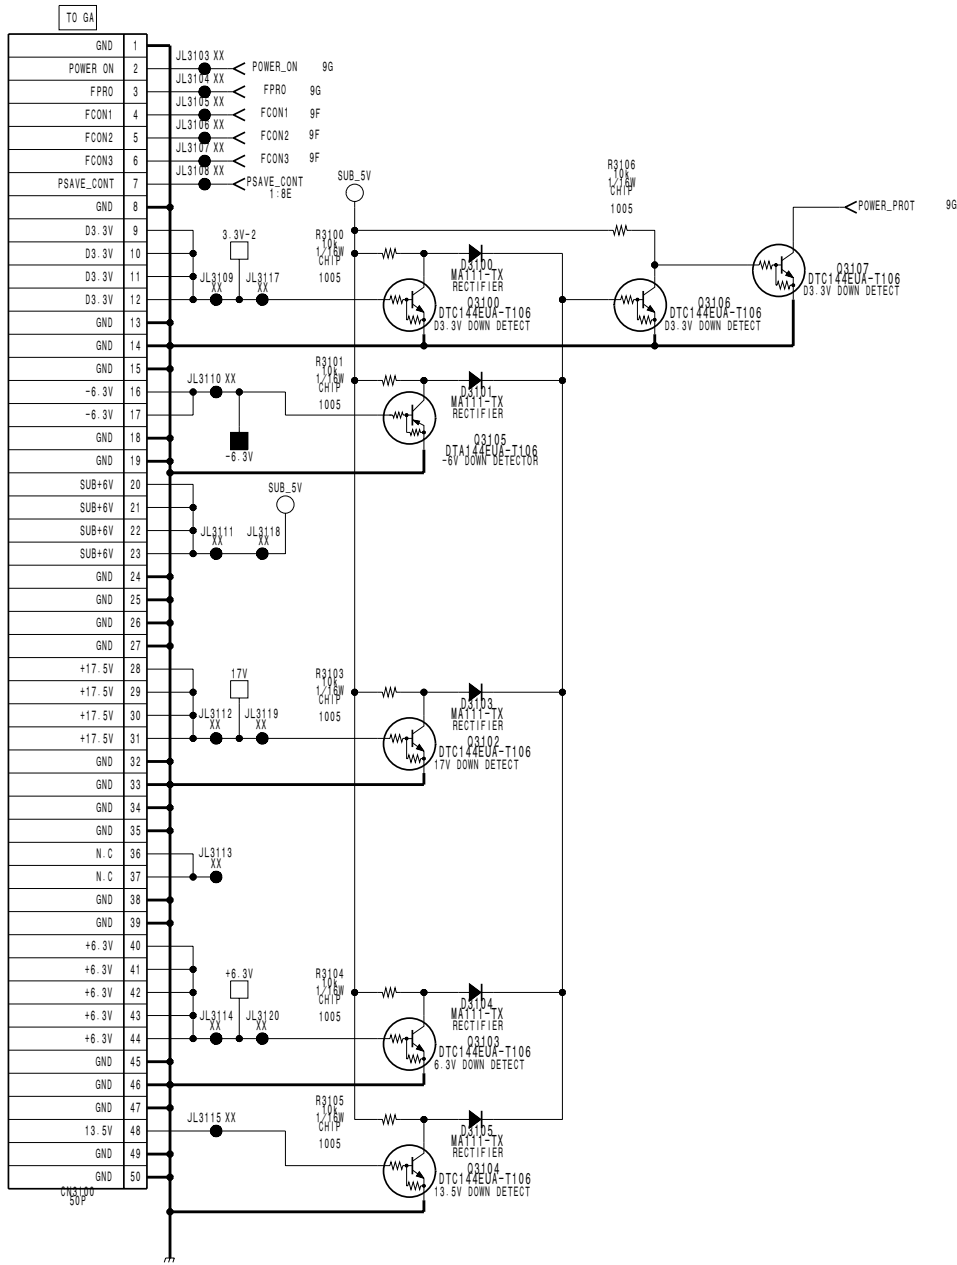 TO GA
GND 1
POWER ON 2
JL3103 XX
POWER_ON 9G
FPRO 3
JL3104 XX
FPRO 9G
FCON1 4
JL3105 XX
FCON1 9F
FCON2 5
JL3106 XX
FCON2 9F
FCON3 6
JL3107 XX
FCON3 9F
PSAVE_CONT 7
JL3108 XX
PSAVE_CONT
1:8E
GND 8
D3.3V 9
D3.3V 10
D3.3V 11
D3.3V 12
3.3V-2
JL3109
XX
JL3117
XX
SUB_5V
R3100
10k
1/16W
CHIP
1005
D3100
MA111-TX
RECTIFIER
Q3100
DTC144EUA-T106
D3.3V DOWN DETECT
R3106
10k
1/16W
CHIP
1005
Q3106
DTC144EUA-T106
D3.3V DOWN DETECT
POWER_PROT 9G
Q3107
DTC144EUA-T106
D3.3V DOWN DETECT
GND 13
GND 14
GND 15
-6.3V 16
-6.3V 17
JL3110 XX
-6.3V
R3101
10k
1/16W
CHIP
1005
D3101
MA111-TX
RECTIFIER
Q3105
DTA144EUA-T106
-6V DOWN DETECTOR
GND 18
GND 19
SUB+6V 20
SUB+6V 21
SUB+6V 22
SUB+6V 23
JL3111
XX
JL3118
XX
SUB_5V
GND 24
GND 25
GND 26
GND 27
+17.5V 28
+17.5V 29
+17.5V 30
+17.5V 31
17V
JL3112
XX
JL3119
XX
R3103
10k
1/16W
CHIP
1005
D3103
MA111-TX
RECTIFIER
Q3102
DTC144EUA-T106
17V DOWN DETECT
GND 32
GND 33
GND 34
GND 35
N.C 36
N.C 37
JL3113
XX
GND 38
GND 39
+6.3V 40
+6.3V 41
+6.3V 42
+6.3V 43
+6.3V 44
+6.3V
JL3114
XX
JL3120
XX
R3104
10k
1/16W
CHIP
1005
D3104
MA111-TX
RECTIFIER
Q3103
DTC144EUA-T106
6.3V DOWN DETECT
GND 45
GND 46
GND 47
13.5V 48
JL3115 XX
R3105
10k
1/16W
CHIP
1005
D3105
MA111-TX
RECTIFIER
Q3104
DTC144EUA-T106
13.5V DOWN DETECT
GND 49
GND 50
CN3100
50P